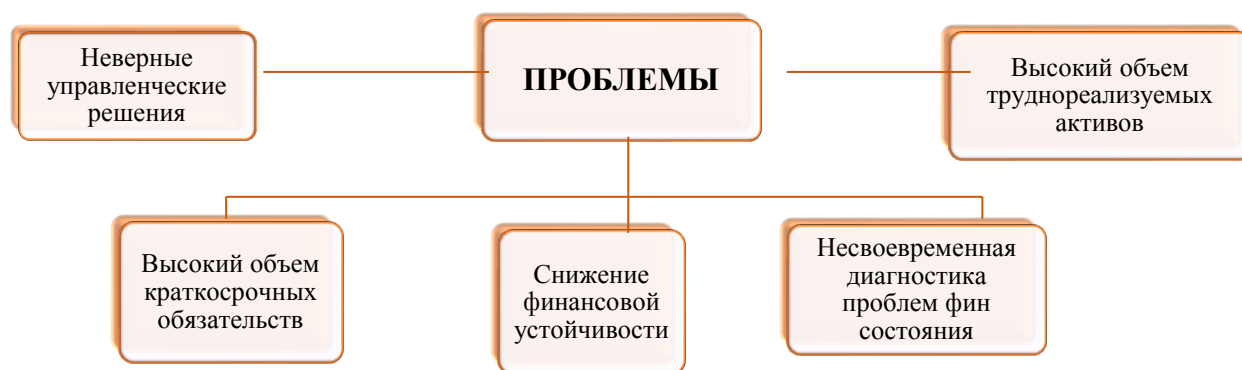 Неверные
управленческие
решения
ПРОБЛЕМЫ
Высокий объем
труднореализуемых
активов
Высокий объем
краткосрочных
обязательств
Снижение
финансовой
устойчивости
Несвоевременная
диагностика
проблем фин
состояния